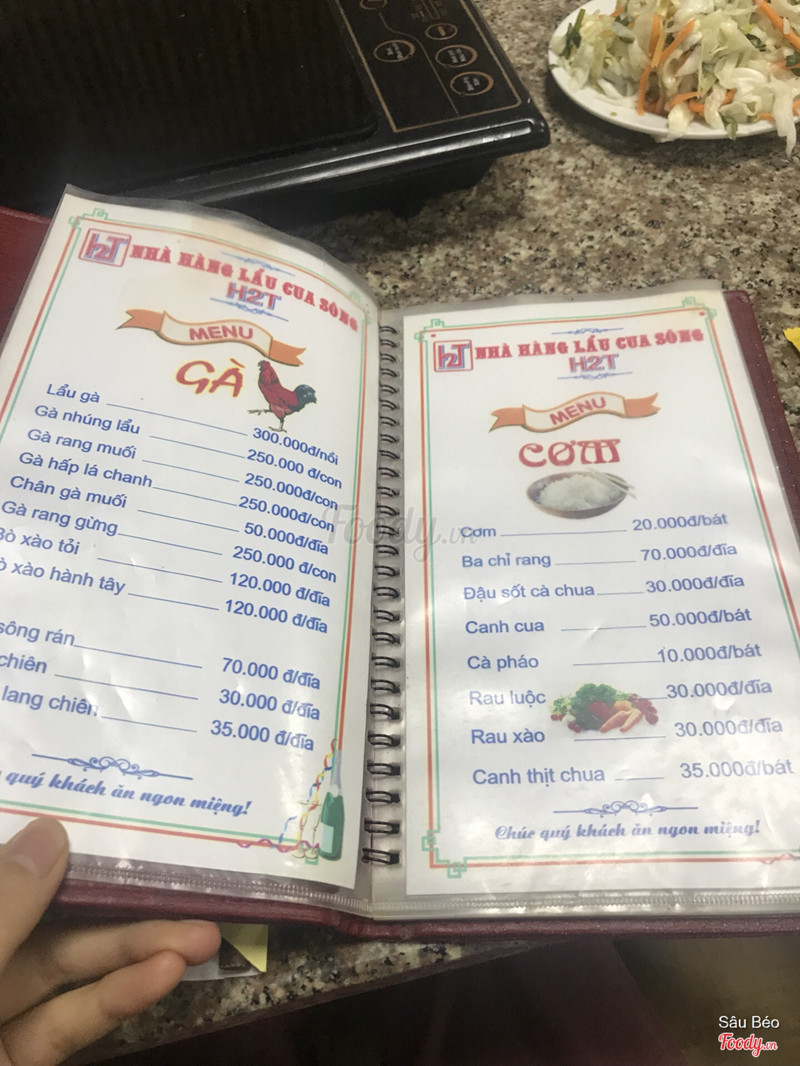 H2T NHÀ HÀNG LẨU CUA SÔNG
H2T
MENU
GÀ
Lẩu gà 300.000đ/nồi
Gà nhúng lẩu 250.000 đ/con
Gà rang muối 250.000đ/con
Gà hấp lá chanh 250.000đ/con
Chân gà muối 50.000đ/đĩa
Gà rang gừng 250.000 đ/con
Bò xào tỏi 120.000 đ/đĩa
xào hành tây 120.000 đ/đĩa
sông rán 70.000 đ/đĩa
chiên 30.000 đ/đĩa
lang chiên 35.000 đ/đĩa
quý khách ăn ngon miệng!
H2T NHÀ HÀNG LẨU CUA SÔNG
H2T
MENU
CƠM
Cơm 20.000đ/bát
Ba chỉ rang 70.000đ/đĩa
Đậu sốt cà chua 30.000đ/đĩa
Canh cua 50.000đ/bát
Cà pháo 10.000đ/bát
Rau luộc 30.000đ/đĩa
Rau xào 30.000đ/đĩa
Canh thịt chua 35.000đ/bát
Chúc quý khách ăn ngon miệng!
Foody.vn
Sâu Béo
Foody.vn